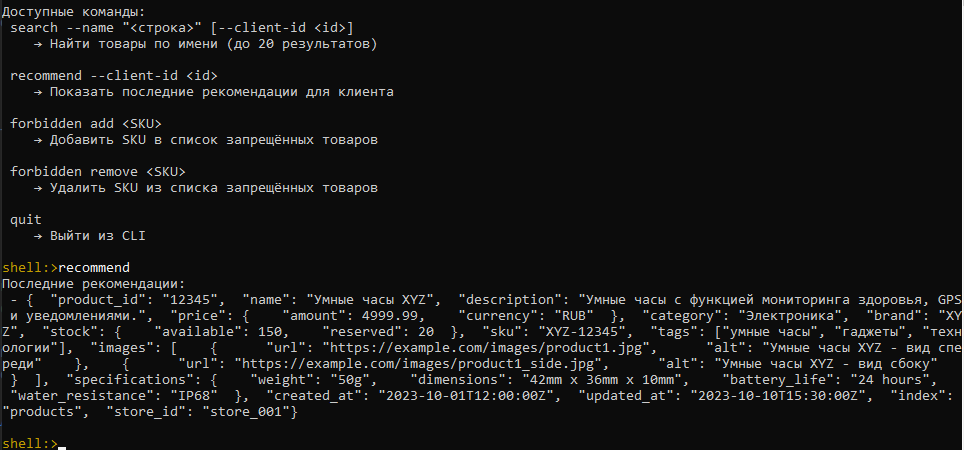 Доступные команды:
search --name "<строка>" [--client-id <id>]
→ Найти товары по имени (до 20 результатов)
recommend --client-id <id>
→ Показать последние рекомендации для клиента
forbidden add <SKU>
→ Добавить SKU в список запрещённых товаров
forbidden remove <SKU>
→ Удалить SKU из списка запрещённых товаров
quit
→ Выйти из CLI
shell:>recommend
Последние рекомендации:
- {  "product_id": "12345",  "name": "Умные часы XYZ",  "description": "Умные часы с функцией мониторинга здоровья, GPS
и уведомлениями.",  "price": {    "amount": 4999.99,    "currency": "RUB"  },  "category": "Электроника",  "brand": "XY
Z",  "stock": {    "available": 150,    "reserved": 20  },  "sku": "XYZ-12345",  "tags": ["умные часы", "гаджеты", "техн
ологии"],  "images": [    {      "url": "https://example.com/images/product1.jpg",      "alt": "Умные часы XYZ - вид спе
реди"    },    {      "url": "https://example.com/images/product1_side.jpg",      "alt": "Умные часы XYZ - вид сбоку"
}  ],  "specifications": {    "weight": "50g",    "dimensions": "42mm x 36mm x 10mm",    "battery_life": "24 hours",
"water_resistance": "IP68"  },  "created_at": "2023-10-01T12:00:00Z",  "updated_at": "2023-10-10T15:30:00Z",  "index":
"products",  "store_id": "store_001"}
shell:>